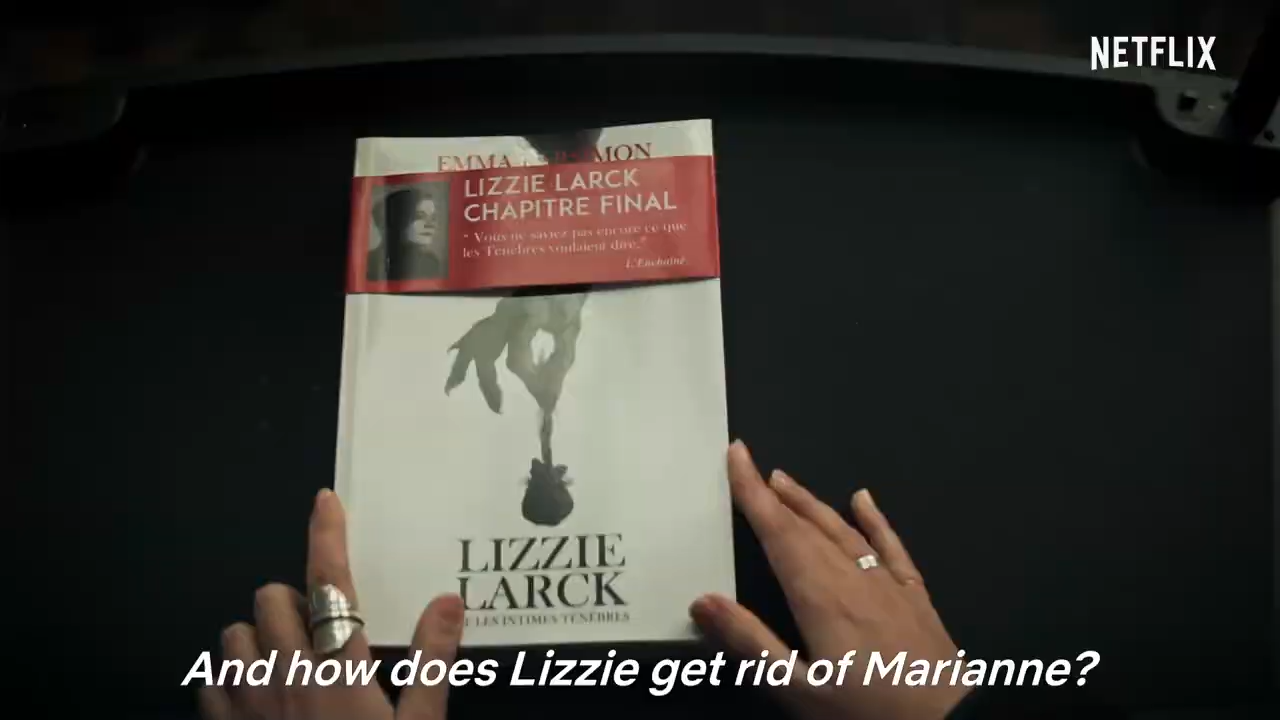 NETFLIX
EMMA
LIZZIE LARCK
CHAPITRE FINAL
" Vous ne saviez pas encore ce que
les Ténèbres voulaient dire."
L'Enchaîné
LIZZIE
LARCK
LES INTIMES TÉNÈBRES
And how does Lizzie get rid of Marianne?